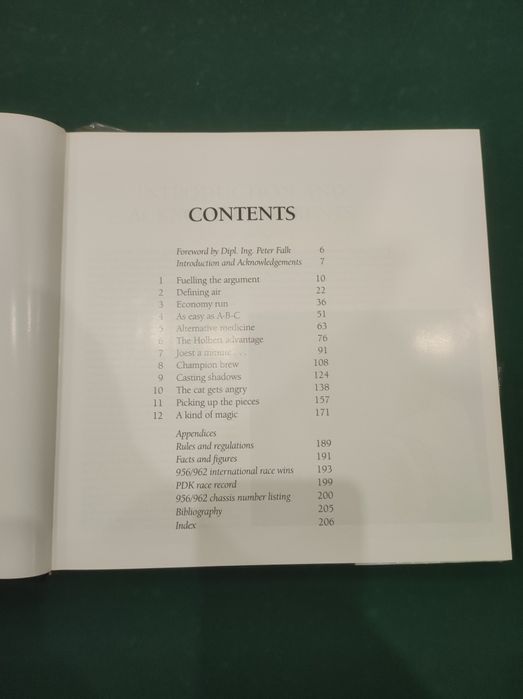 CONTENTS
Foreword by Dipl. Ing. Peter Falk 6
Introduction and Acknowledgements 7
1 Fuelling the argument 10
2 Defining air 22
3 Economy run 36
4 As easy as A-B-C 51
5 Alternative medicine 63
6 The Holbert advantage 76
7 Joest a minute . . . 91
8 Champion brew 108
9 Casting shadows 124
10 The cat gets angry 138
11 Picking up the pieces 157
12 A kind of magic 171
Appendices
Rules and regulations 189
Facts and figures 191
956/962 international race wins 193
PDK race record 199
956/962 chassis number listing 200
Bibliography 205
Index 206